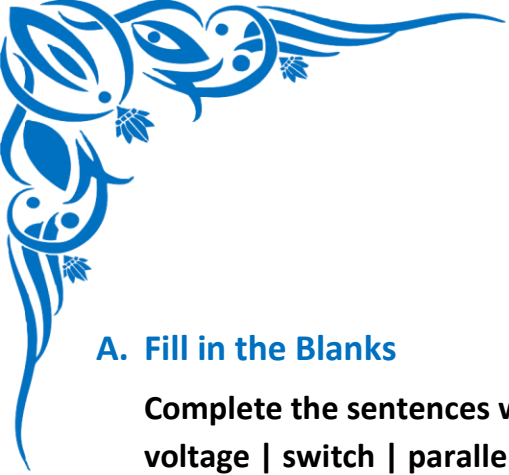 A. Fill in the Blanks
Complete the sentences
voltage | switch |